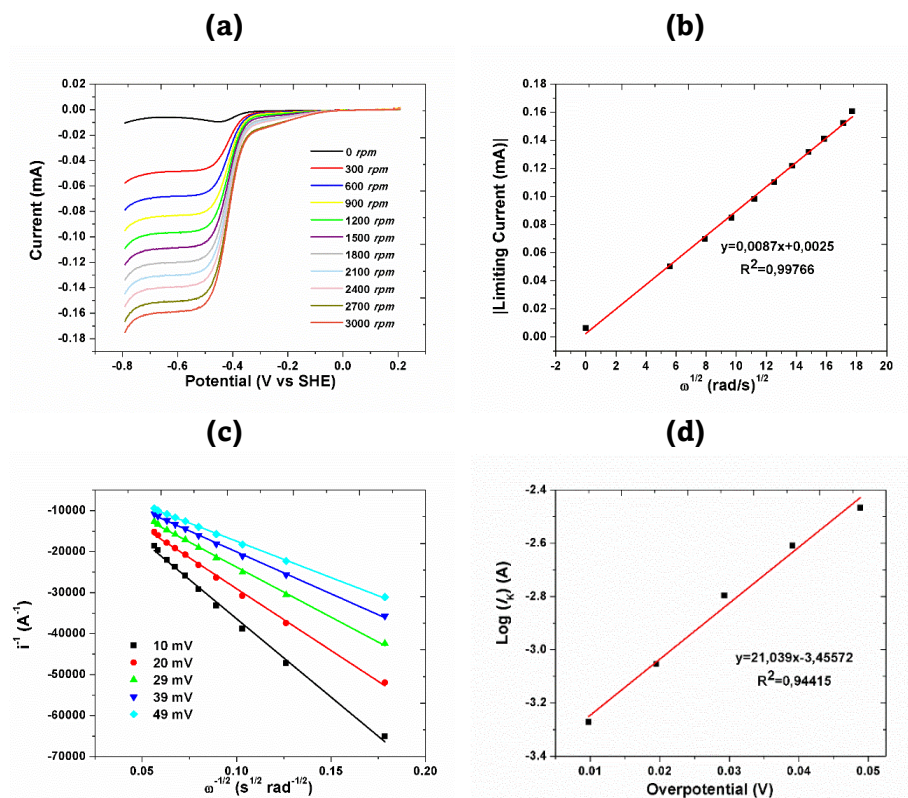 (a)
0.02
0.00
-0.02
-0.04
-0.06
-0.08
-0.10
-0.12
-0.14
-0.16
-0.18
Current (mA)
0 rpm
300 rpm
600 rpm
900 rpm
1200 rpm
1500 rpm
1800 rpm
2100 rpm
2400 rpm
2700 rpm
3000 rpm
-0.8 -0.6 -0.4 -0.2 0.0 0.2
Potential (V vs SHE)
(b)
0.18
0.16
0.14
0.12
0.10
0.08
0.06
0.04
0.02
0.00
|Limiting Current (mA)|
y=0,0087x+0,0025
R²=0,99766
0 2 4 6 8 10 12 14 16 18 20
ω^1/2 (rad/s)^1/2
(c)
-10000
-20000
-30000
-40000
-50000
-60000
-70000
i^-1 (A^-1)
10 mV
20 mV
29 mV
39 mV
49 mV
0.05 0.10 0.15 0.20
ω^-1/2 (s^1/2 rad^-1/2)
(d)
-2.4
-2.6
-2.8
-3.0
-3.2
-3.4
Log (I_K) (A)
y=21,039x-3,45572
R²=0,94415
0.01 0.02 0.03 0.04 0.05
Overpotential (V)